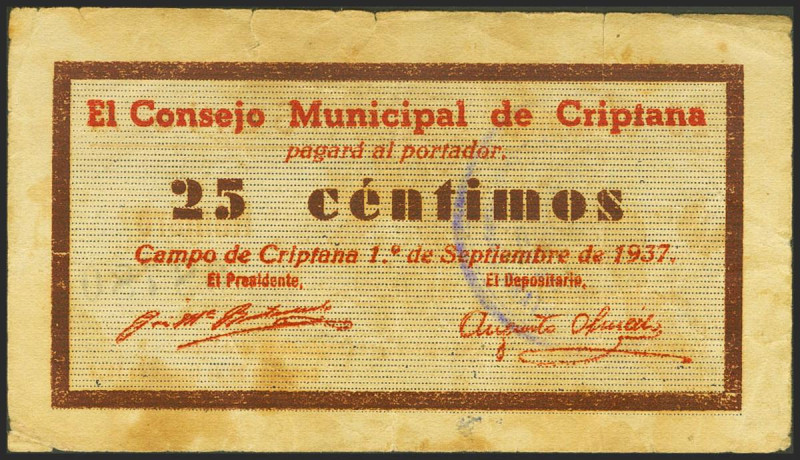 El Consejo Municipal de Criptana
pagará al portador,
25 céntimos
Campo de Criptana 1.º de Septiembre de 1937.
El Presidente, El Depositario,
Augusto